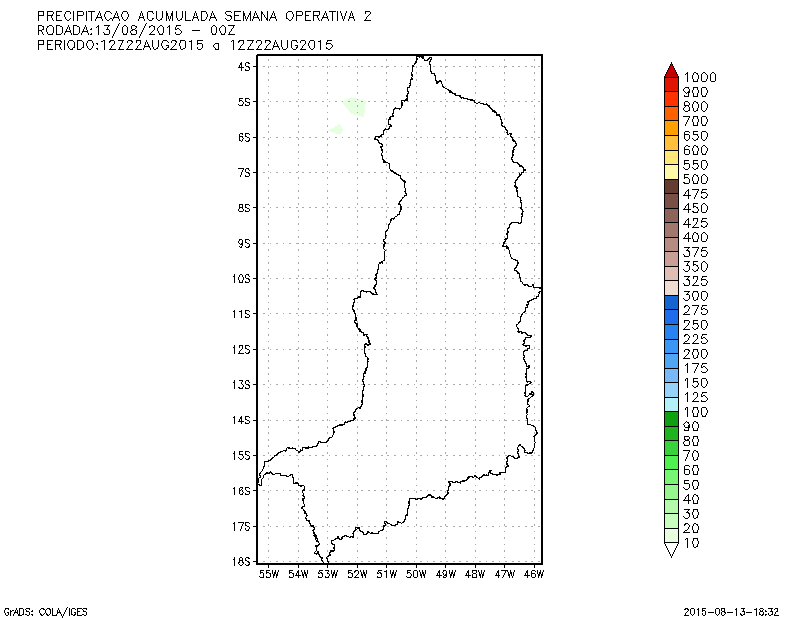 PRECIPITACAO ACUMULADA SEMANA OPERATIVA 2
RODADA:13/08/2015 - 00Z
PERIODO:12Z22AUG2015 a 12Z22AUG2015
4S
5S
6S
7S
8S
9S
10S
11S
12S
13S
14S
15S
16S
17S
18S
55W 54W 53W 52W 51W 50W 49W 48W 47W 46W
1000
900
800
700
650
600
550
500
475
450
425
400
375
350
325
300
275
250
225
200
175
150
125
100
90
80
70
60
50
40
30
20
10
GrADS: COLA/IGES
2015-08-13-18:32